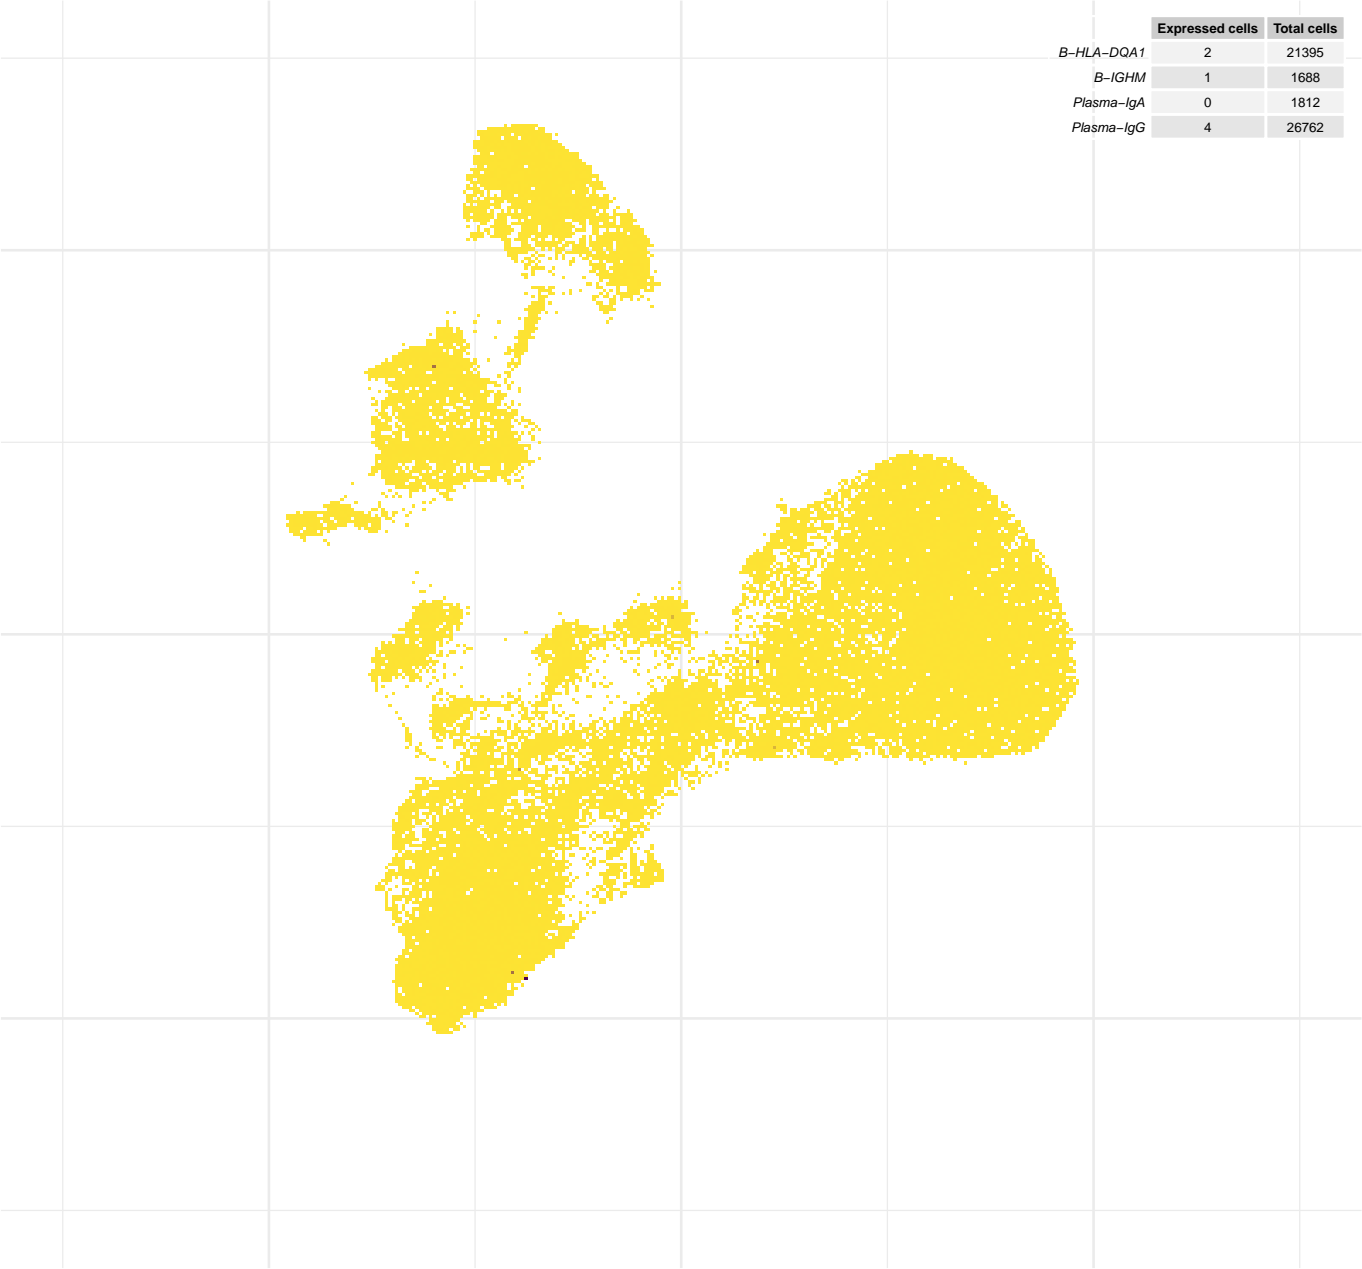 Expressed cells Total cells
B−HLA−DQA1 2 21395
B−IGHM 1 1688
Plasma−IgA 0 1812
Plasma−IgG 4 26762